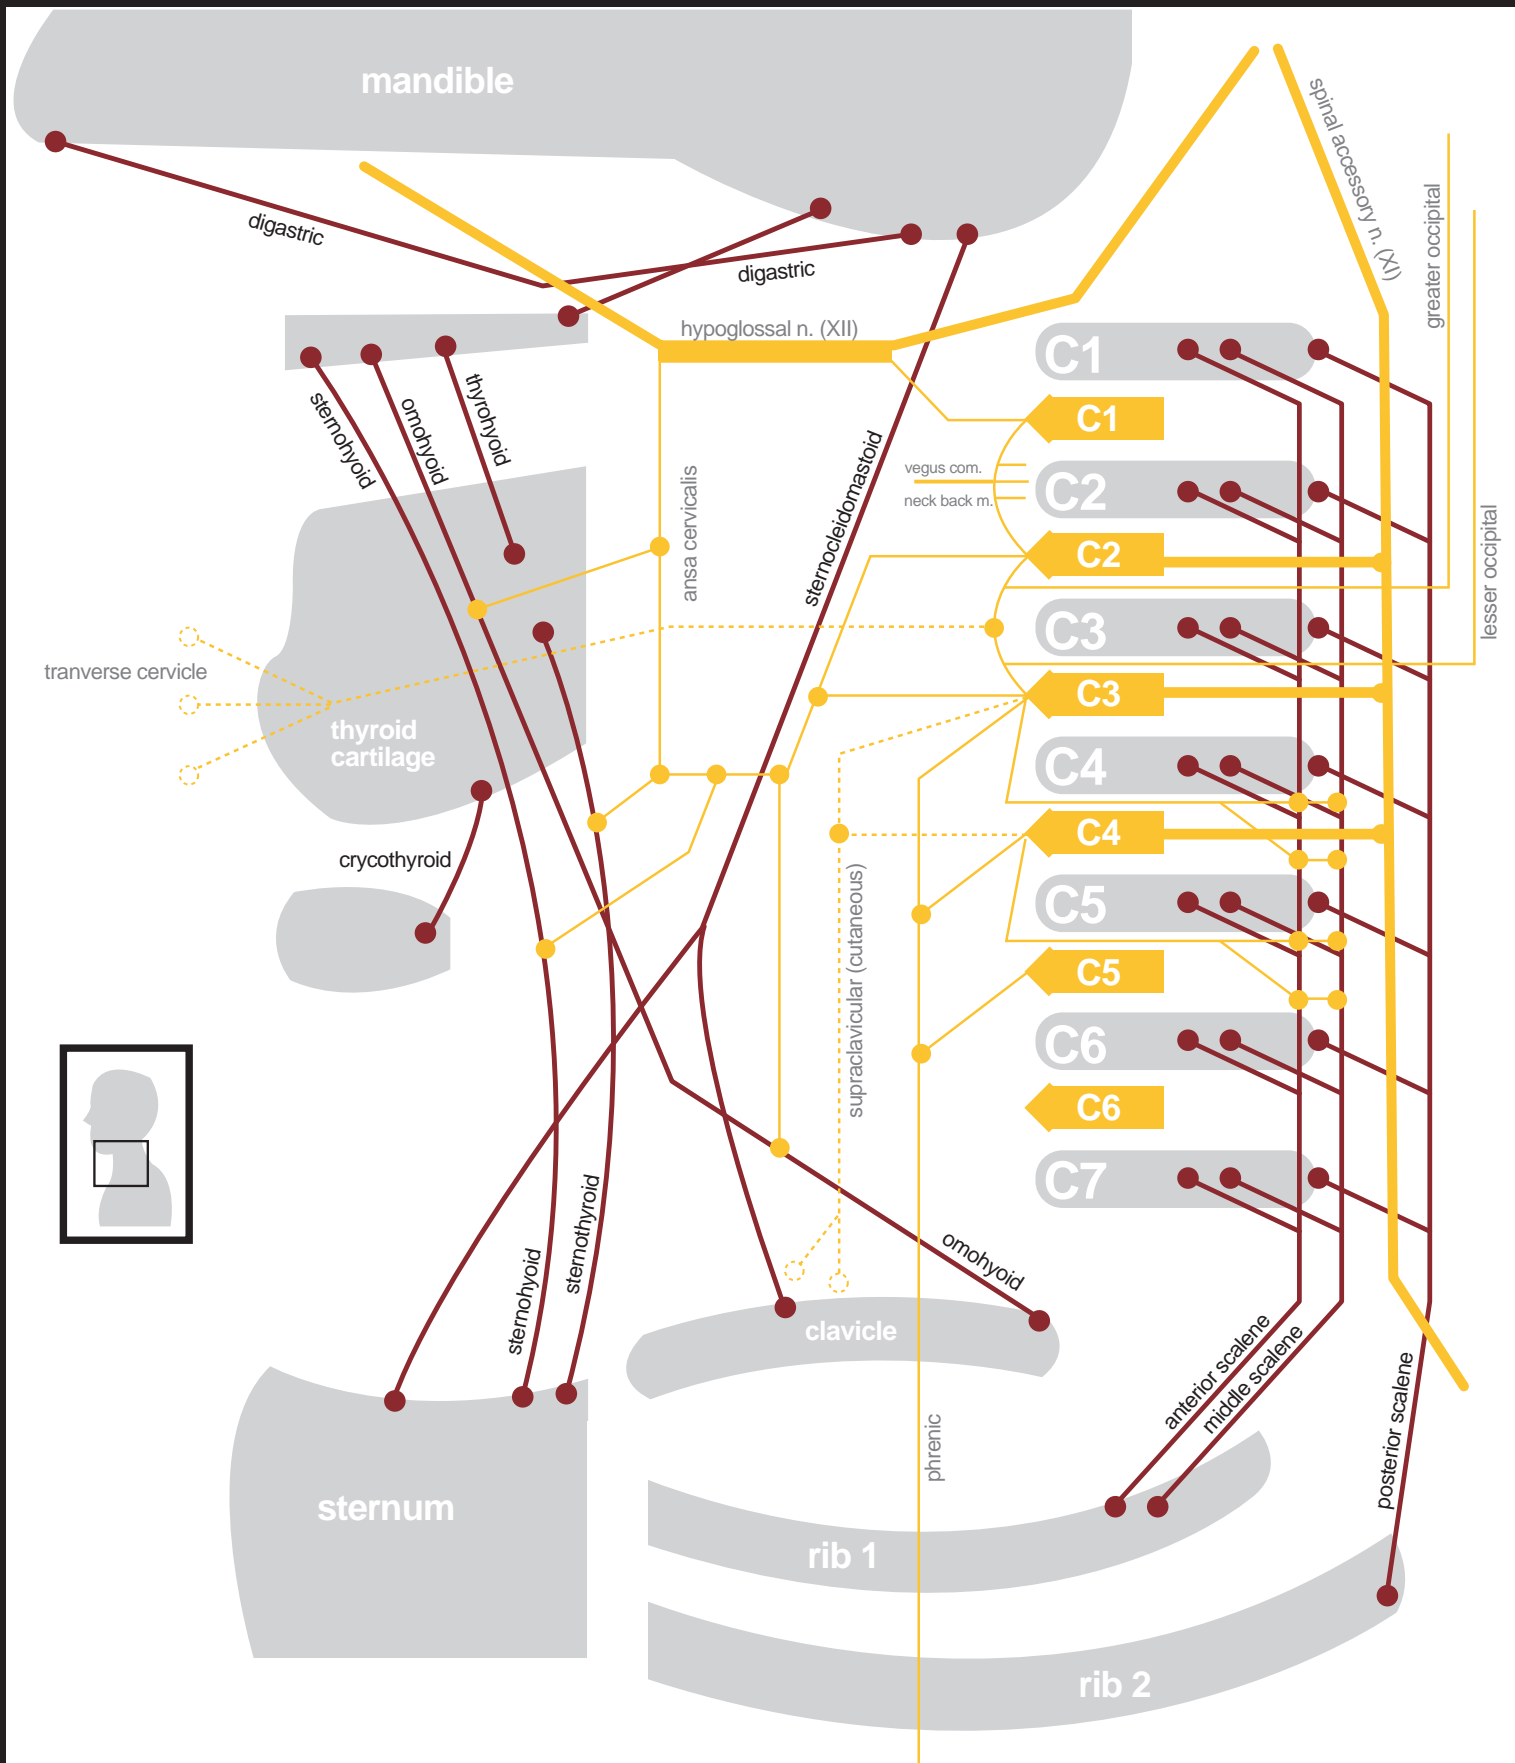 mandible
spinal accessory n. (XI)
greater occipital
digastric
digastric
hypoglossal n. (XII)
C1
sternohyoid
omohyoid
thyrohyoid
C1
sternocleidomastoid
ansa cervicalis
vegus com.
C2
neck back m.
lesser occipital
C2
C3
tranverse cervicle
C3
thyroid
cartilage
C4
C4
crycothyroid
supraclavicular (cutaneous)
C5
C5
C6
C6
C7
sternohyoid
sternothyroid
omohyoid
clavicle
anterior scalene
middle scalene
posterior scalene
phrenic
sternum
rib 1
rib 2